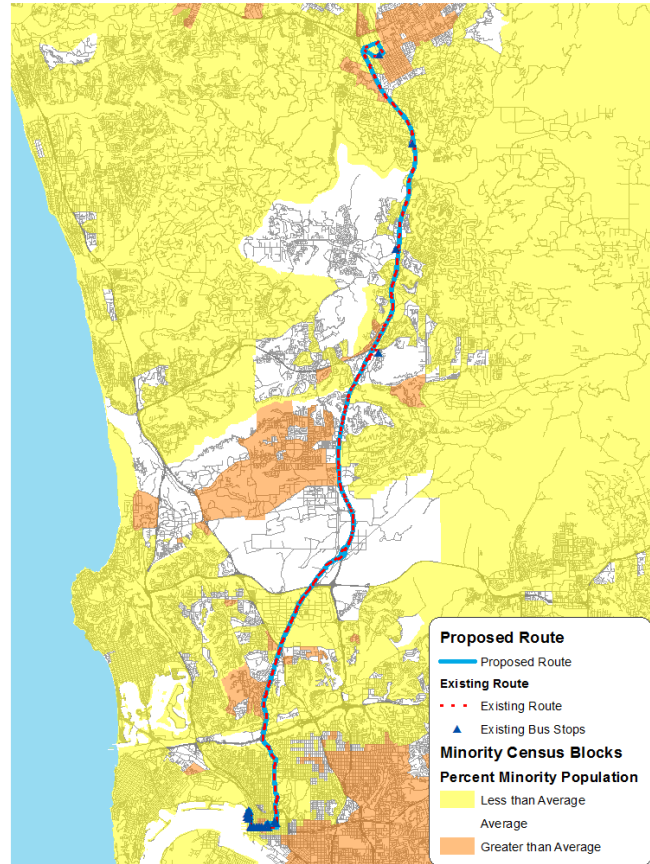 Proposed Route
Proposed Route
Existing Route
Existing Route
Existing Bus Stops
Minority Census Blocks
Percent Minority Population
Less than Average
Average
Greater than Average